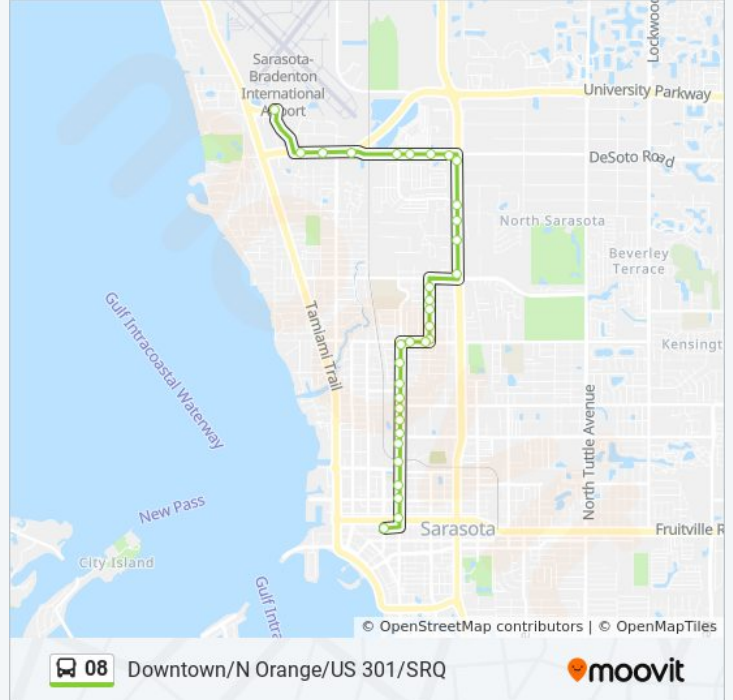 Lockwoo
Sarasota-
Bradenton
International
Airport
University Parkway
DeSoto Road
North Sarasota
Beverley
Terrace
Gulf Intracoastal Waterway
Tamiami Trail
Kensingt
North Tuttle Avenue
New Pass
Sarasota
Fruitville R
City Island
Gulf Intra
© OpenStreetMap contributors | © OpenMapTiles
08 Downtown/N Orange/US 301/SRQ
moovit